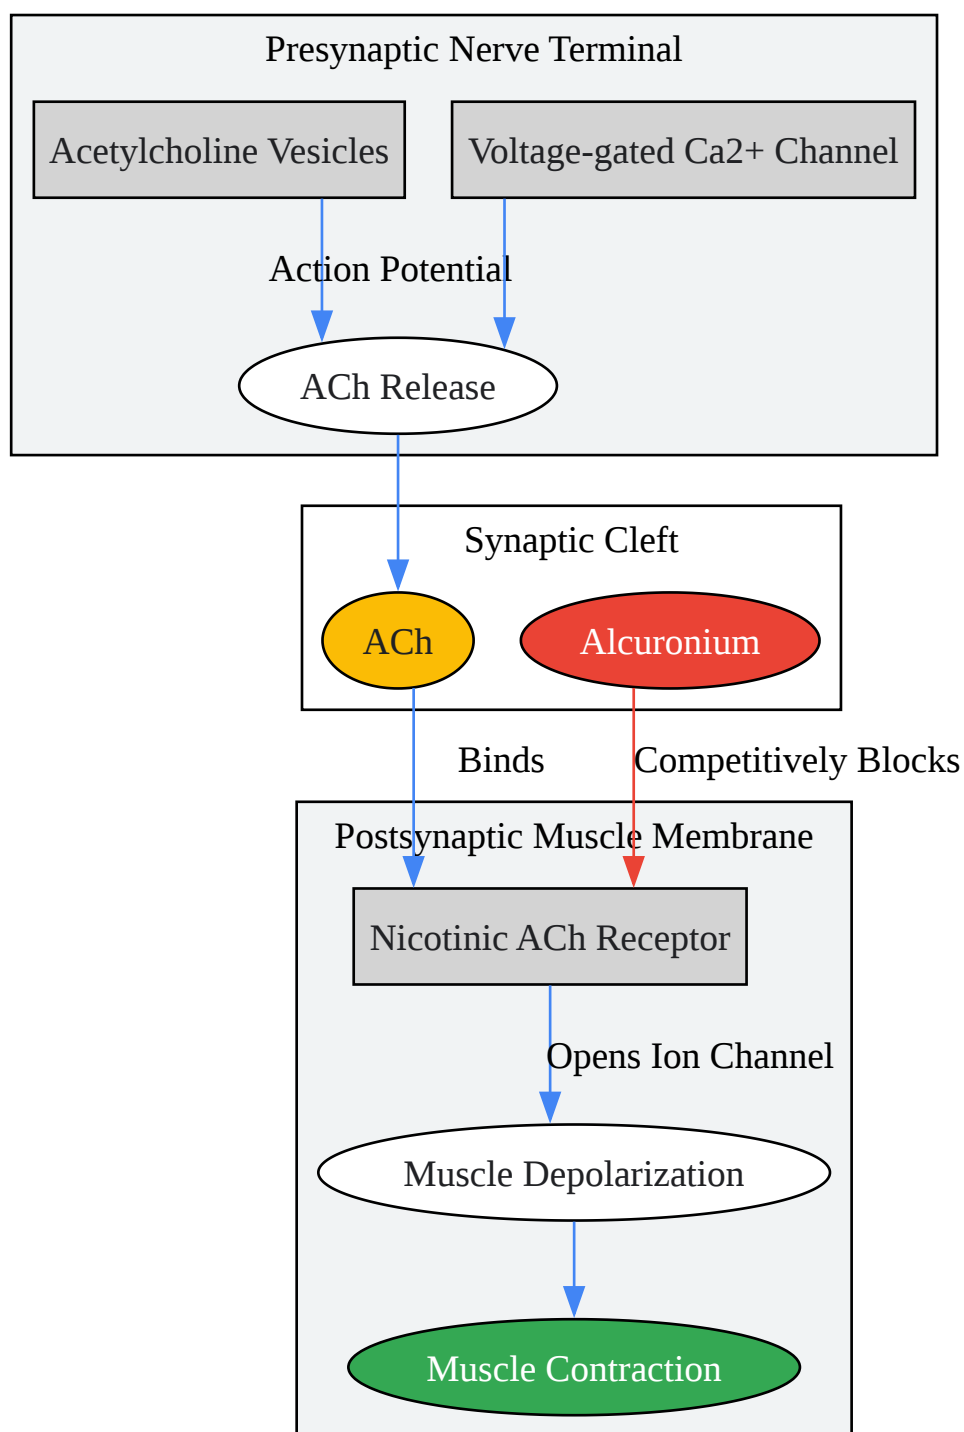 Presynaptic Nerve Terminal
Acetylcholine Vesicles
Voltage-gated Ca2+ Channel
Action Potential
ACh Release
Synaptic Cleft
ACh
Alcuronium
Binds
Competitively Blocks
Postsynaptic Muscle Membrane
Nicotinic ACh Receptor
Opens Ion Channel
Muscle Depolarization
Muscle Contraction